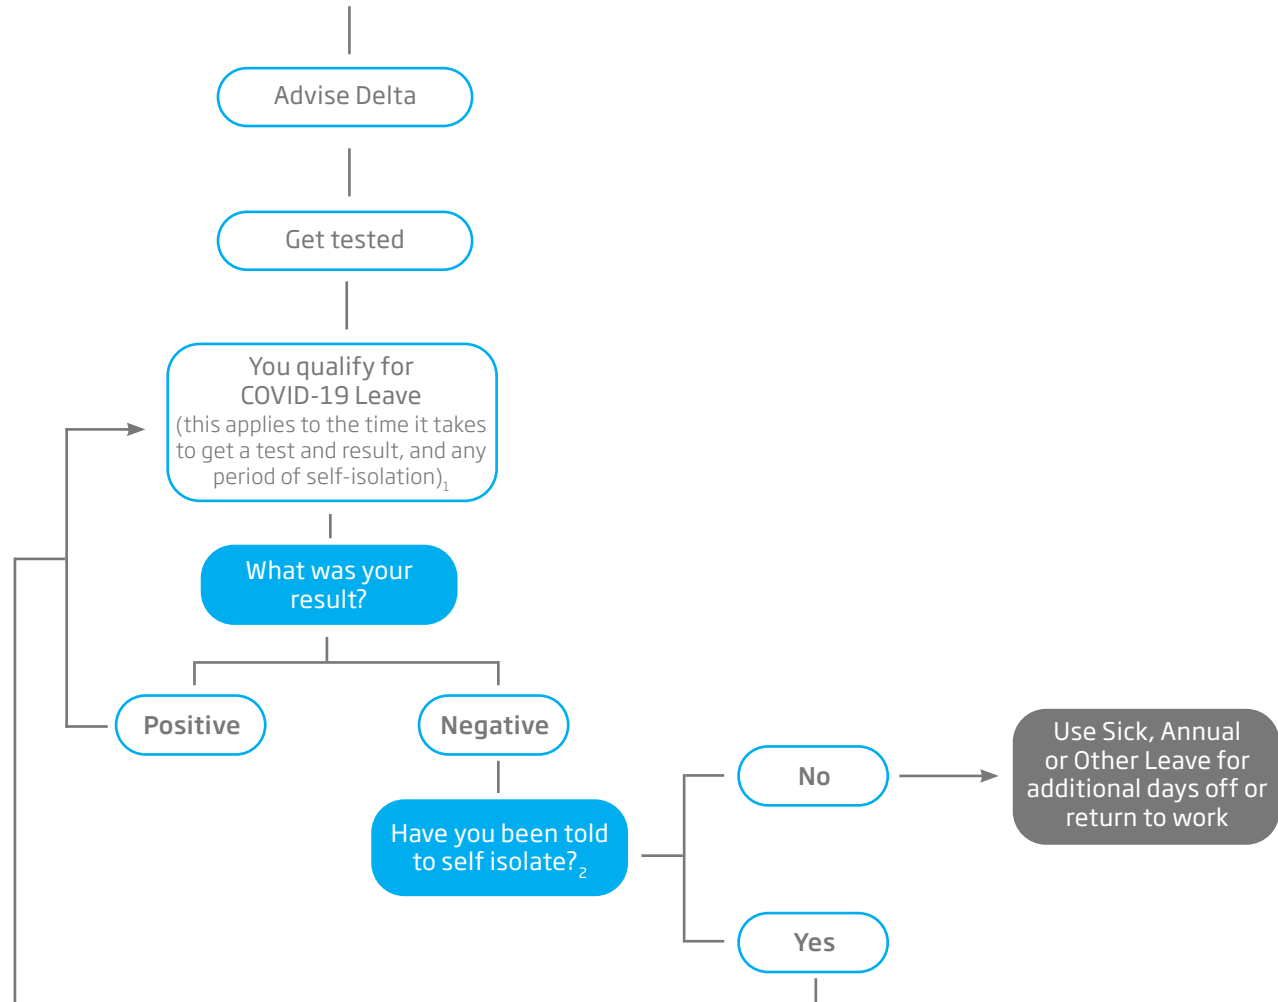 Advise Delta
Get tested
You qualify for
COVID-19 Leave
(this applies to the time it takes
to get a test and result, and any
period of self-isolation)1
What was your
result?
Positive
Negative
Have you been told
to self isolate?2
No
Use Sick, Annual
or Other Leave for
additional days off or
return to work
Yes